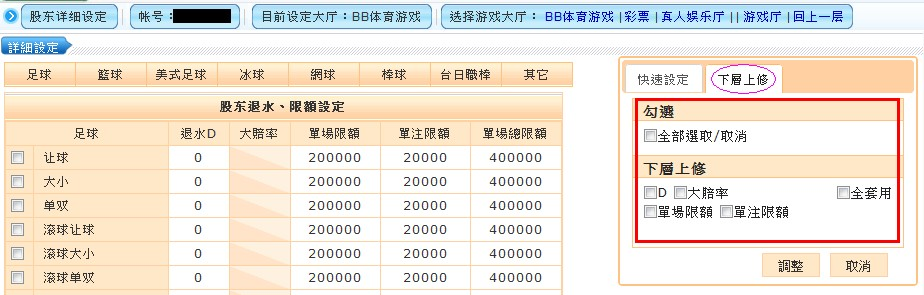 股东详细设定 帐号： 目前设定大厅：BB体育游戏 选择游戏大厅： BB体育游戏 | 彩票 | 真人娱乐厅 | | 游戏厅 | 回上一层
詳細設定
足球 籃球 美式足球 冰球 網球 棒球 台日職棒 其它
股东退水、限額設定
足球 退水D 大賠率 單場限額 單注限額 單場總限額
让球 0 200000 20000 400000
大小 0 200000 20000 400000
单双 0 200000 20000 400000
滚球让球 0 200000 20000 400000
滚球大小 0 200000 20000 400000
滚球单双 0 200000 20000 400000
快速設定 下層上修
勾選
全部選取/取消
下層上修
D 大賠率 全套用
單場限額 單注限額
調整 取消